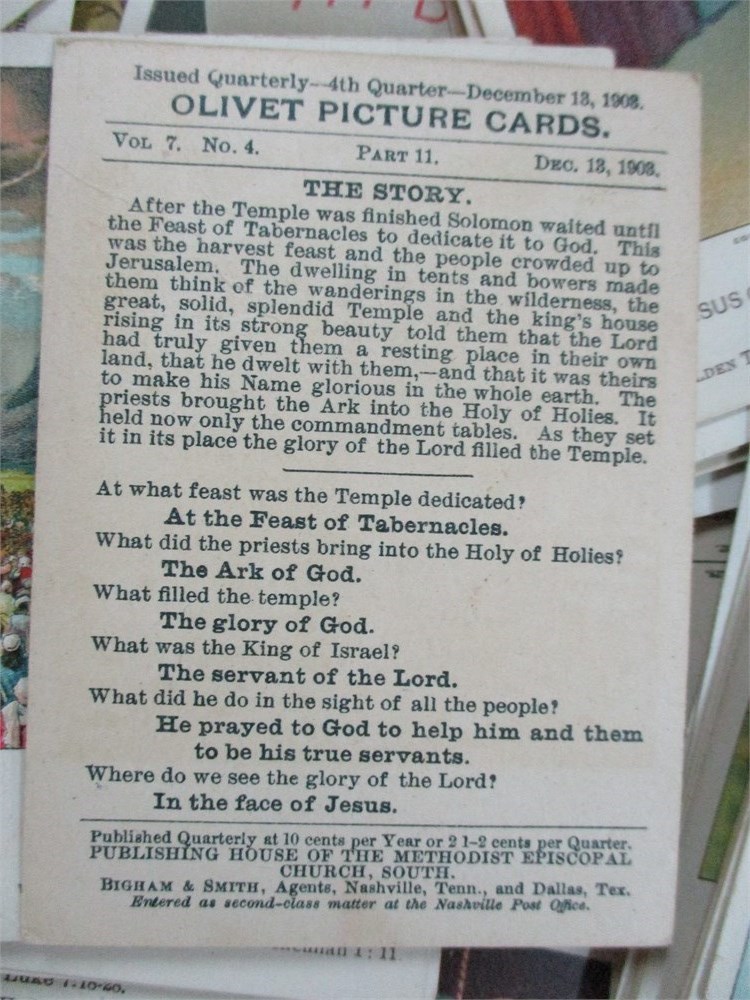 Issued Quarterly—4th Quarter—December 13, 1903.
OLIVET PICTURE CARDS.
VOL 7. No. 4.
PART 11.
DEC. 13, 1903.
THE STORY.
After the Temple was finished Solomon waited until
the Feast of Tabernacles to dedicate it to God. This
was the harvest feast and the people crowded up to
Jerusalem. The dwelling in tents and bowers made
them think of the wanderings in the wilderness, the
great, solid, splendid Temple and the king's house
rising in its strong beauty told them that the Lord
had truly given them a resting place in their own
land, that he dwelt with them,—and that it was theirs
to make his Name glorious in the whole earth. The
priests brought the Ark into the Holy of Holies. It
held now only the commandment tables. As they set
it in its place the glory of the Lord filled the Temple.
At what feast was the Temple dedicated?
At the Feast of Tabernacles.
What did the priests bring into the Holy of Holies?
The Ark of God.
What filled the temple?
The glory of God.
What was the King of Israel?
The servant of the Lord.
What did he do in the sight of all the people?
He prayed to God to help him and them
to be his true servants.
Where do we see the glory of the Lord?
In the face of Jesus.
Published Quarterly at 10 cents per Year or 2 1-2 cents per Quarter.
PUBLISHING HOUSE OF THE METHODIST EPISCOPAL
CHURCH, SOUTH.
BIGHAM & SMITH, Agents, Nashville, Tenn., and Dallas, Tex.
Entered as second-class matter at the Nashville Post Office.
1 : 11
Luke 7:18-28.